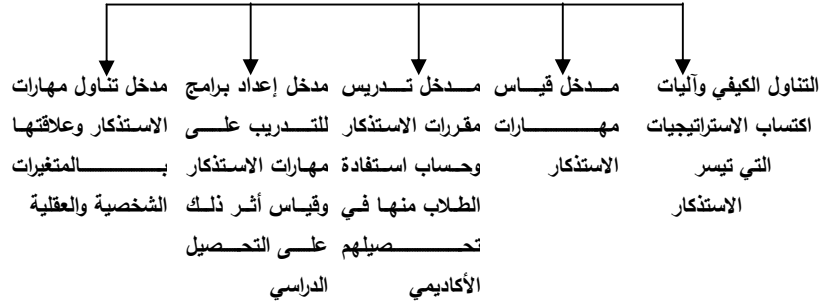 التناول الكيفي وآليات
اكتساب الاستراتيجيات
التي تيسر
الاستذكار
مدخل قياس
مهارات
الاستذكار
مدخل تدريس
مقررات الاستذكار
وحساب استفادة
الطلاب منها في
تحصيلهم
الأكاديمي
مدخل إعداد برامج
للتدريب على
مهارات الاستذكار
وقياس أثر ذلك
على التحصيل
الدراسي
مدخل تناول مهارات
الاستذكار وعلاقتها
بالمتغيرات
الشخصية والعقلية